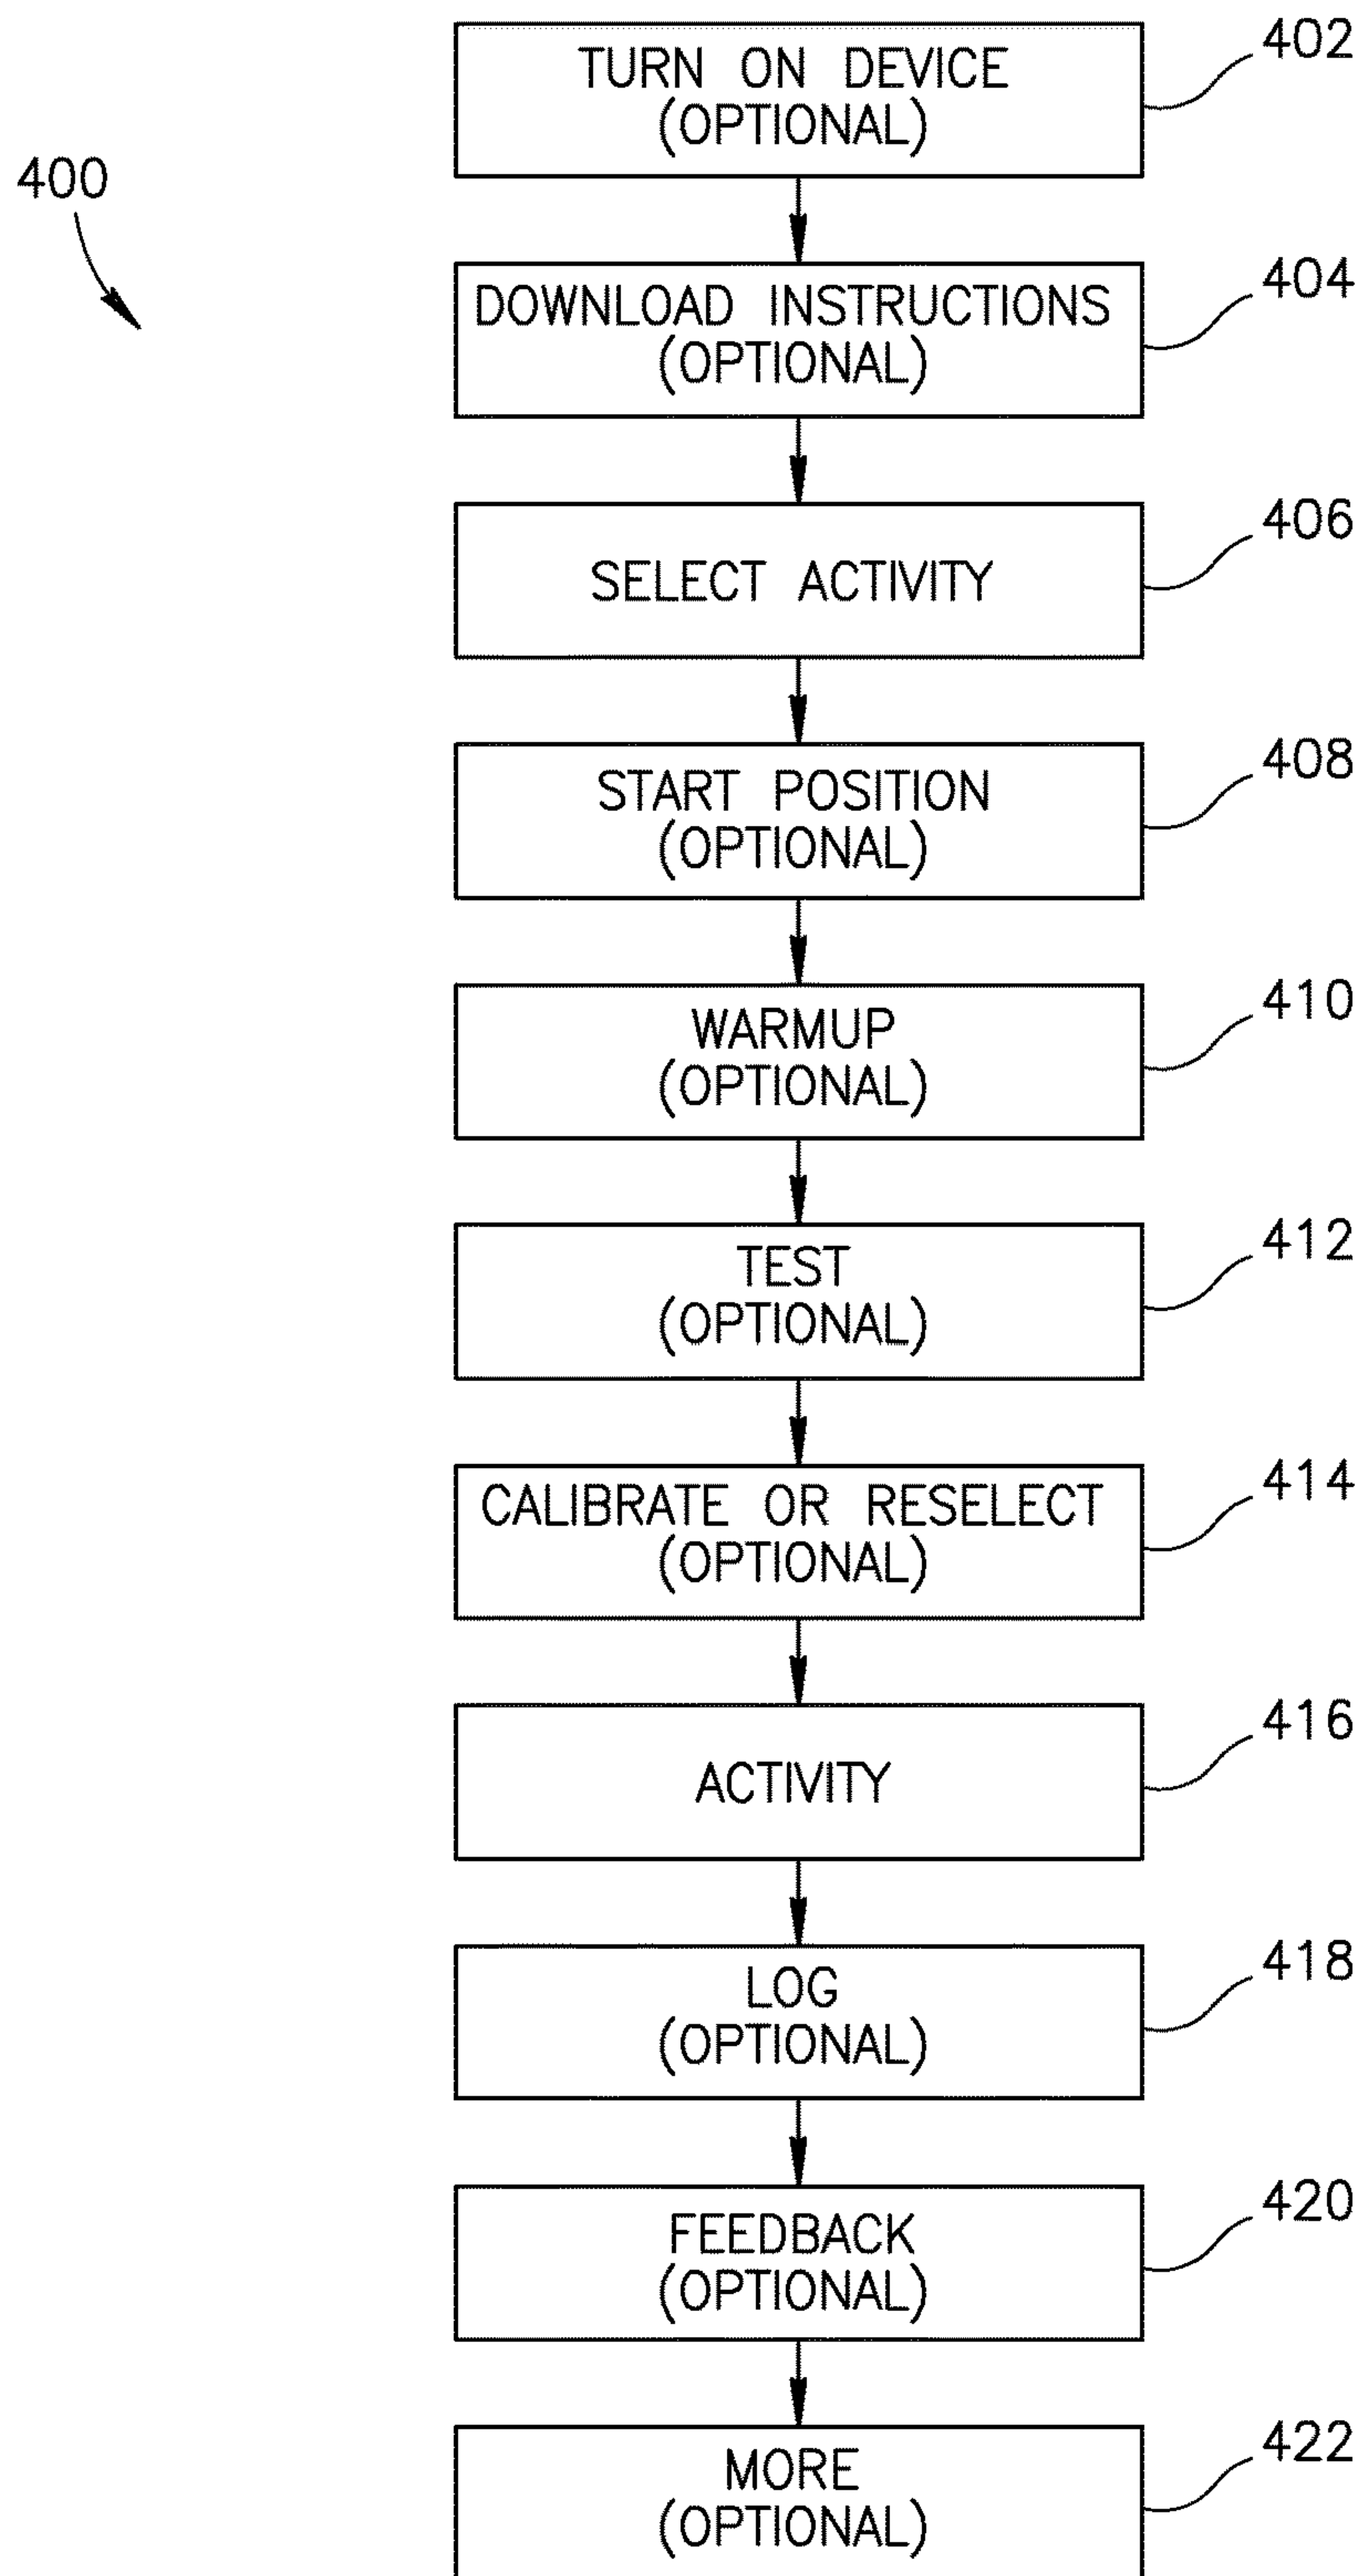 402
TURN ON DEVICE
(OPTIONAL)
400
404
DOWNLOAD INSTRUCTIONS
(OPTIONAL)
406
SELECT ACTIVITY
408
START POSITION
(OPTIONAL)
410
WARMUP
(OPTIONAL)
412
TEST
(OPTIONAL)
414
CALIBRATE OR RESELECT
(OPTIONAL)
416
ACTIVITY
418
LOG
(OPTIONAL)
420
FEEDBACK
(OPTIONAL)
422
MORE
(OPTIONAL)